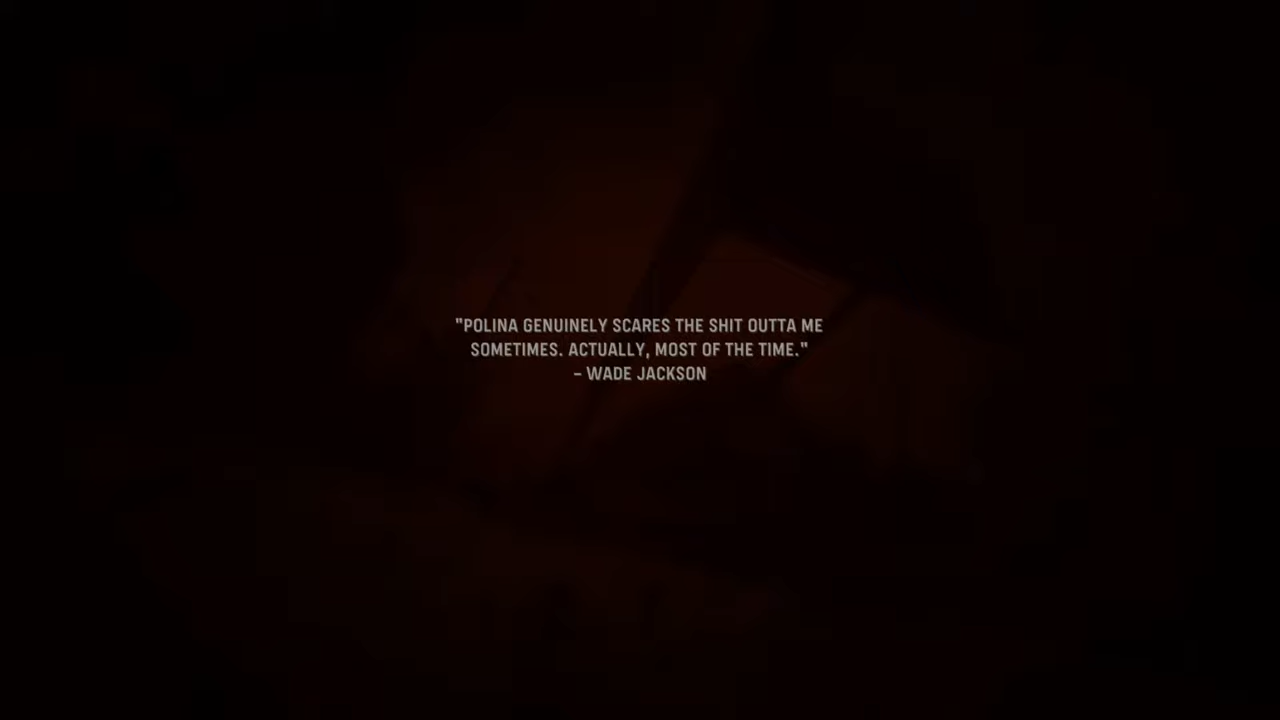 "POLINA GENUINELY SCARES THE SHIT OUTTA ME
SOMETIMES. ACTUALLY, MOST OF THE TIME."
- WADE JACKSON